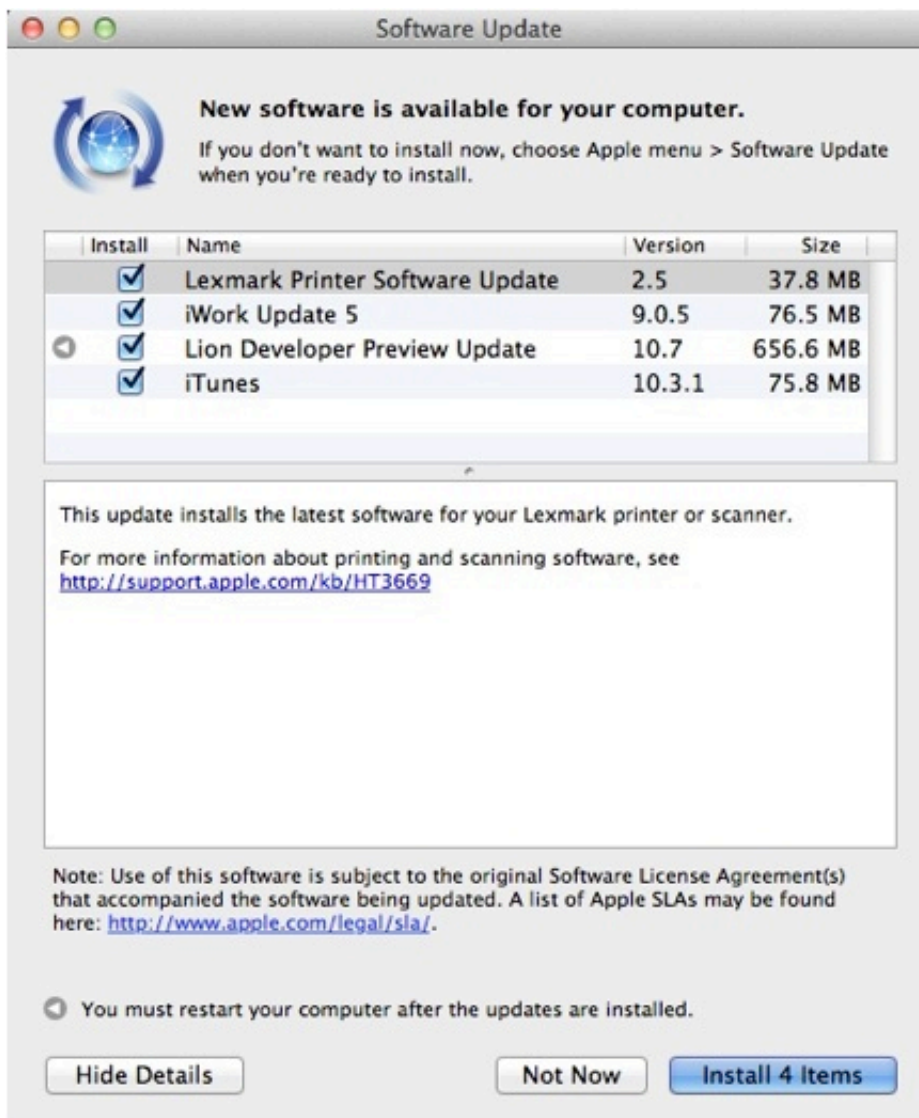 Software Update
New software is available for your computer.
If you don't want to install now, choose Apple menu > Software Update
when you're ready to install.
Install Name Version Size
Lexmark Printer Software Update 2.5 37.8 MB
iWork Update 5 9.0.5 76.5 MB
Lion Developer Preview Update 10.7 656.6 MB
iTunes 10.3.1 75.8 MB
This update installs the latest software for your Lexmark printer or scanner.
For more information about printing and scanning software, see
http://support.apple.com/kb/HT3669
Note: Use of this software is subject to the original Software License Agreement(s)
that accompanied the software being updated. A list of Apple SLAs may be found
here: http://www.apple.com/legal/sla/.
You must restart your computer after the updates are installed.
Hide Details Not Now Install 4 Items